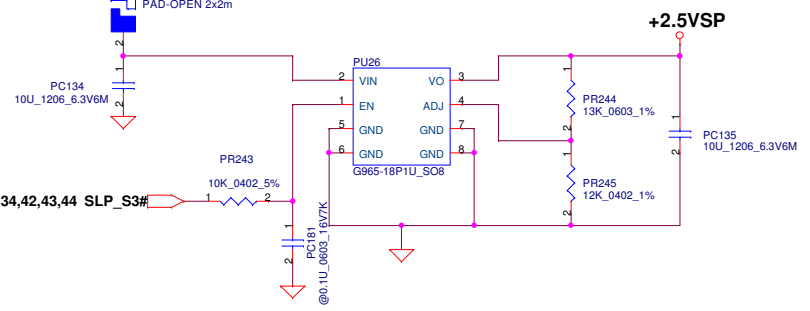 PAD-OPEN 2x2m
2
+2.5VSP
1
PC134
10U_1206_6.3V6M
2
PU26
2 VIN VO 3
1 EN ADJ 4
5 GND GND 7
6 GND GND 8
G965-18P1U_SO8
1
PR244
13K_0603_1%
2
1
PC135
10U_1206_6.3V6M
2
1
PR245
12K_0402_1%
2
PR243
10K_0402_5%
34,42,43,44 SLP_S3#
1 2
1
PC181
@0.1U_0603_16V7K
2